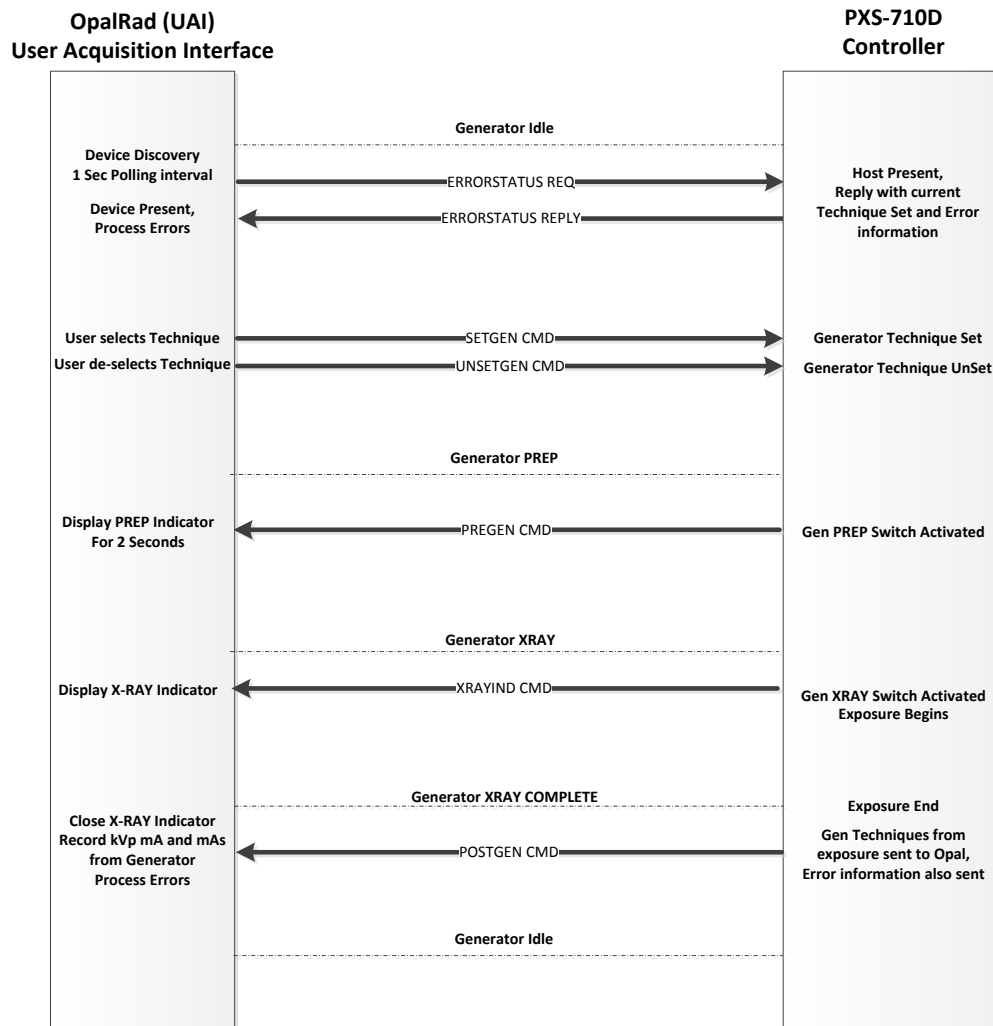 OpalRad (UAI)
User Acquisition Interface
PXS-710D
Controller
Generator Idle
Device Discovery
1 Sec Polling interval
ERRORSTATUS REQ
Host Present,
Reply with current
Technique Set and Error
information
Device Present,
Process Errors
ERRORSTATUS REPLY
User selects Technique
SETGEN CMD
Generator Technique Set
User de-selects Technique
UNSETGEN CMD
Generator Technique UnSet
Generator PREP
Display PREP Indicator
For 2 Seconds
PREGEN CMD
Gen PREP Switch Activated
Generator XRAY
Display X-RAY Indicator
XRAYIND CMD
Gen XRAY Switch Activated
Exposure Begins
Generator XRAY COMPLETE
Exposure End
Close X-RAY Indicator
Record kVp mA and mAs
from Generator
Process Errors
POSTGEN CMD
Gen Techniques from
exposure sent to Opal,
Error information also sent
Generator Idle